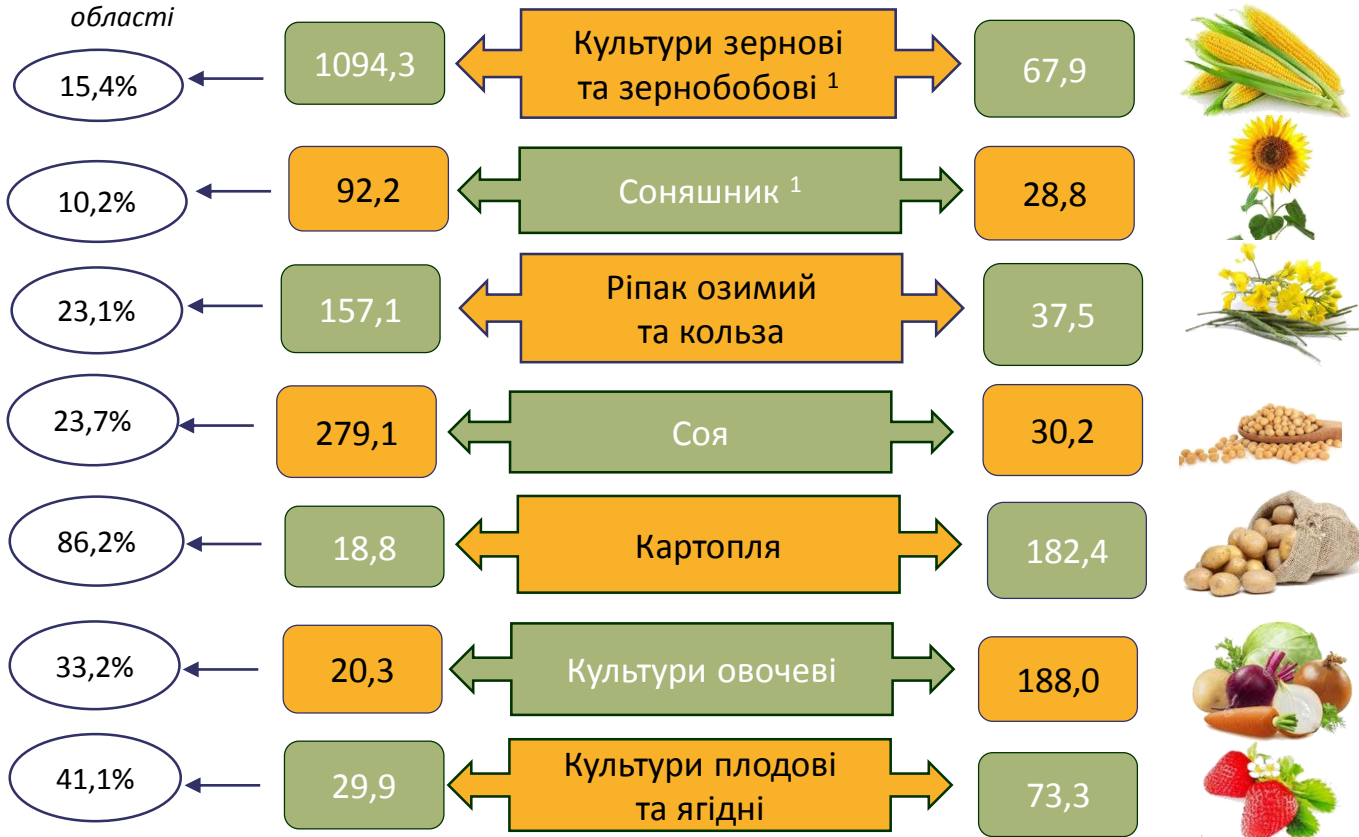 області
15,4%
1094,3
Культури зернові
та зернобобові ¹
67,9
10,2%
92,2
Соняшник ¹
28,8
23,1%
157,1
Ріпак озимий
та кольза
37,5
23,7%
279,1
Соя
30,2
86,2%
18,8
Картопля
182,4
33,2%
20,3
Культури овочеві
188,0
41,1%
29,9
Культури плодові
та ягідні
73,3